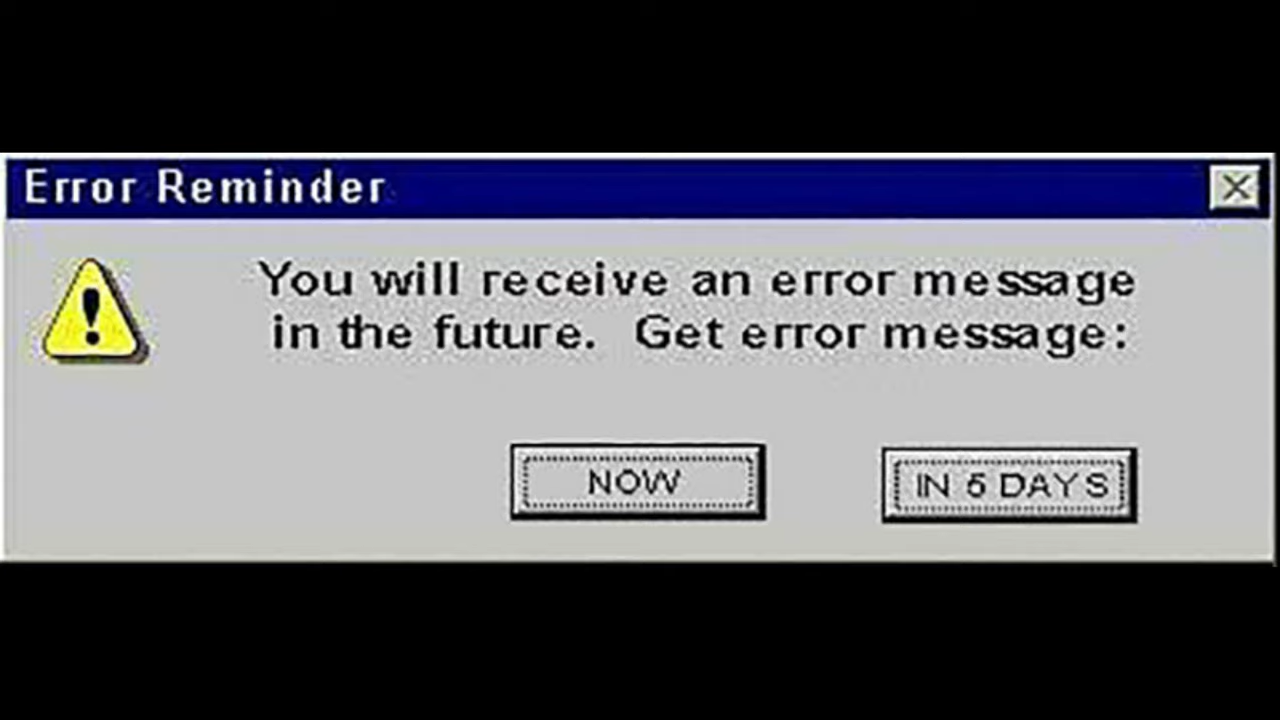 Error Reminder
You will receive an error message
in the future. Get error message:
NOW
IN 5 DAYS